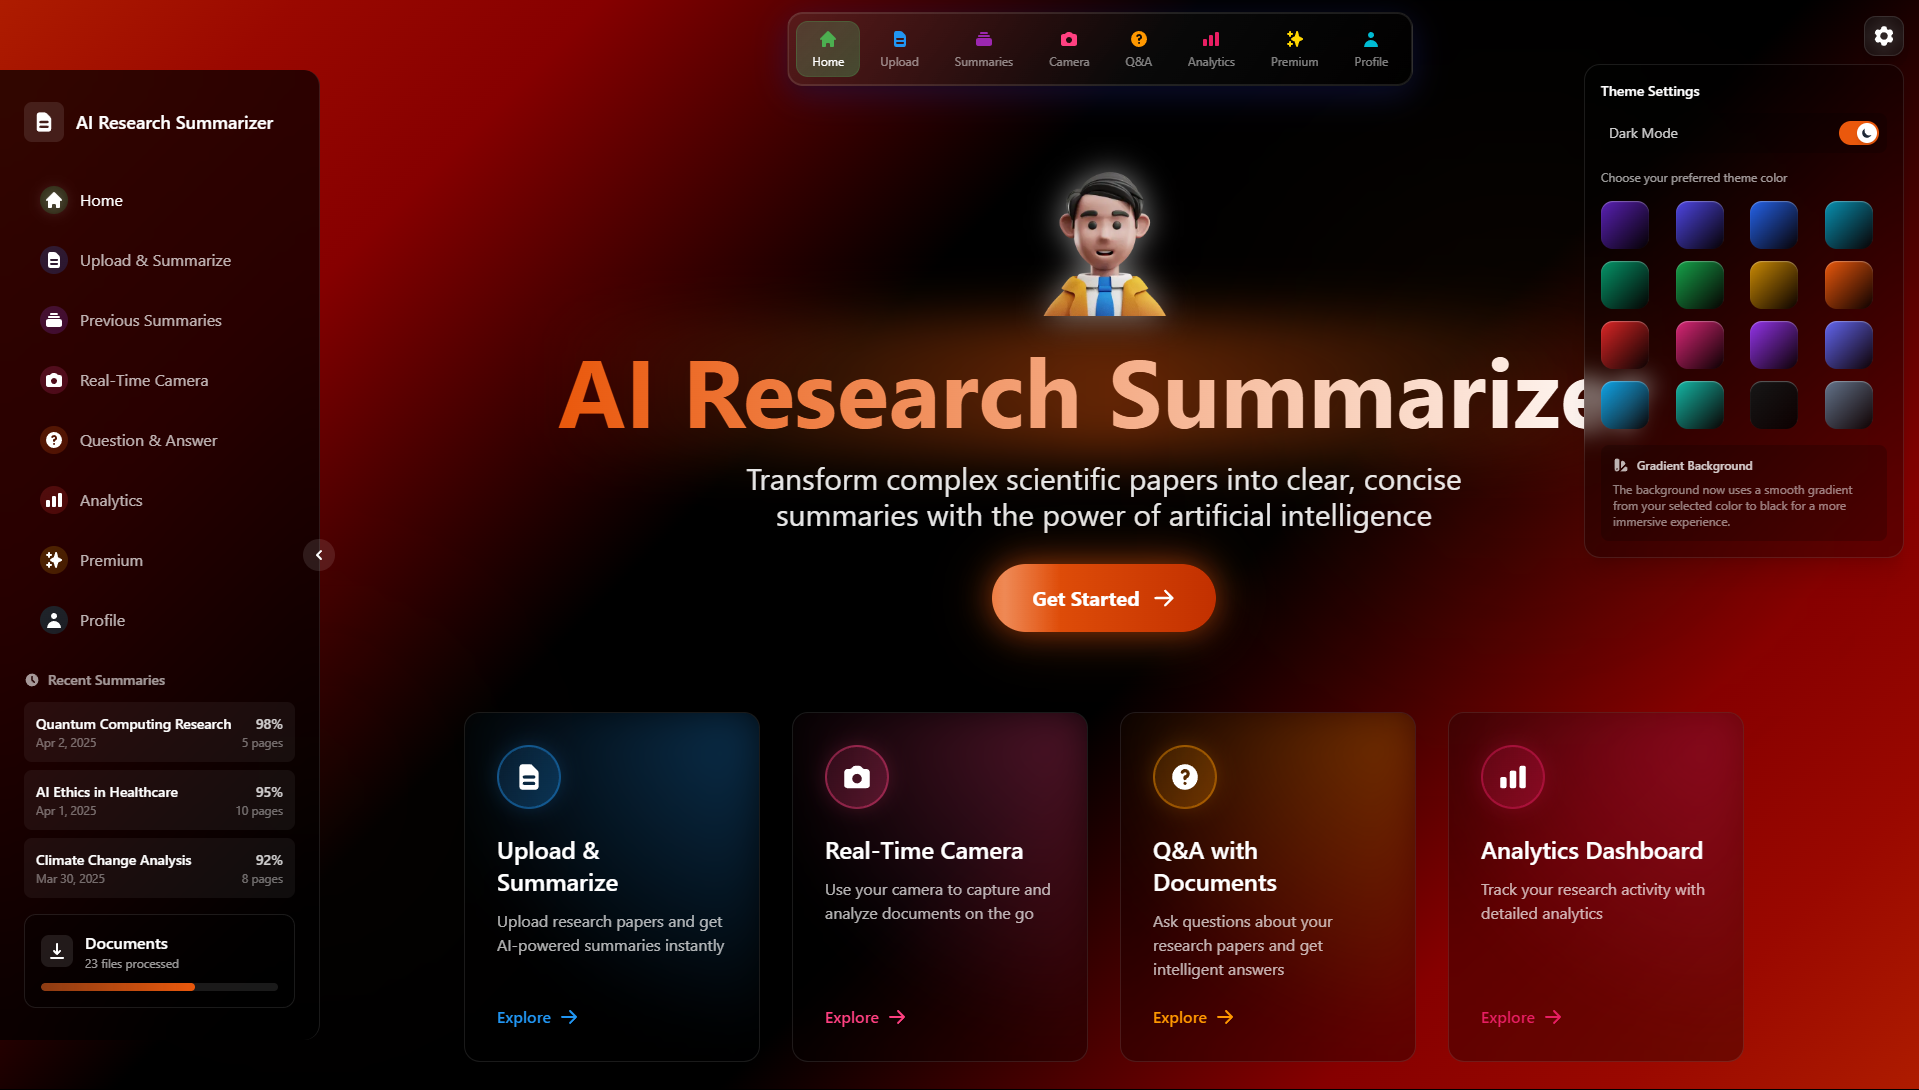 Home
Upload
Summaries
Camera
Q&A
Analytics
Premium
Profile
AI Research Summarizer
Home
Upload & Summarize
Previous Summaries
Real-Time Camera
Question & Answer
Analytics
Premium
Profile
Recent Summaries
Quantum Computing Research 98%
Apr 2, 2025 5 pages
AI Ethics in Healthcare 95%
Apr 1, 2025 10 pages
Climate Change Analysis 92%
Mar 30, 2025 8 pages
Documents
23 files processed
AI Research Summarize
Transform complex scientific papers into clear, concise
summaries with the power of artificial intelligence
Get Started
Upload &
Summarize
Upload research papers and get
AI-powered summaries instantly
Explore
Real-Time Camera
Use your camera to capture and
analyze documents on the go
Explore
Q&A with
Documents
Ask questions about your
research papers and get
intelligent answers
Explore
Analytics Dashboard
Track your research activity with
detailed analytics
Explore
Theme Settings
Dark Mode
Choose your preferred theme color
Gradient Background
The background now uses a smooth gradient
from your selected color to black for a more
immersive experience.